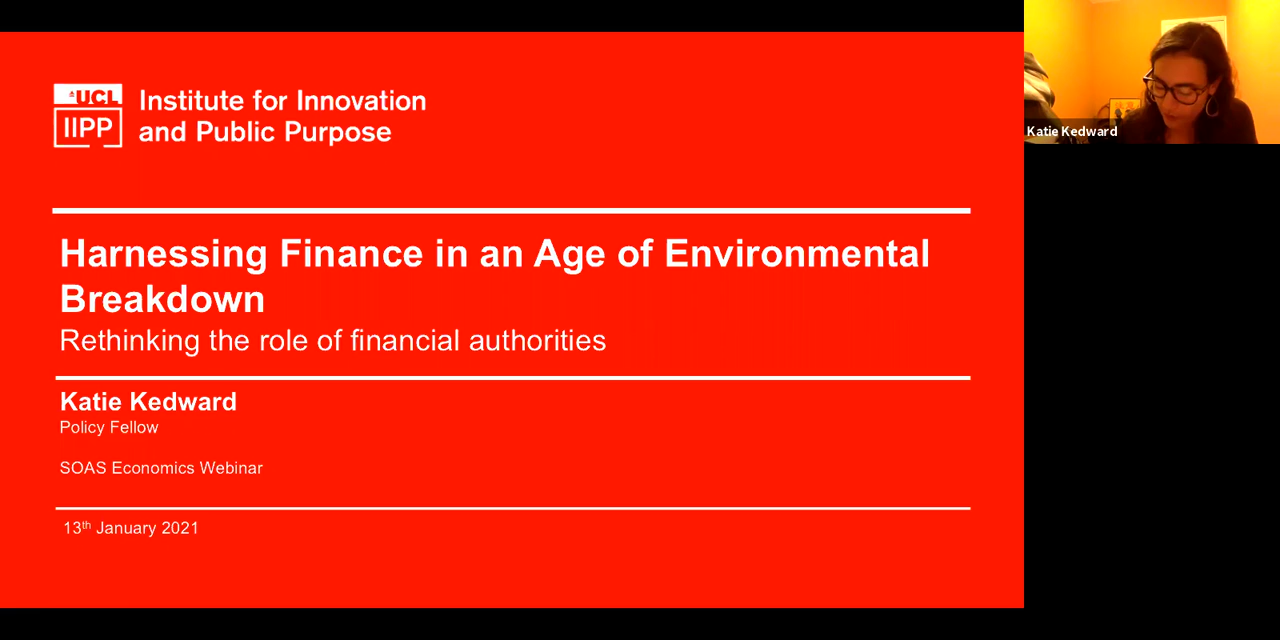 UCL
IIPP
Institute for Innovation
and Public Purpose
Harnessing Finance in an Age of Environmental
Breakdown
Rethinking the role of financial authorities
Katie Kedward
Policy Fellow
SOAS Economics Webinar
13th January 2021
Katie Kedward